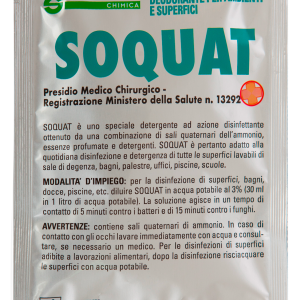 CHIMICA
DEODORANTE PER AMBIENTI
E SUPERFICI
SOQUAT
Presidio Medico Chirurgico -
Registrazione Ministero della Salute n. 13292
SOQUAT è uno speciale detergente ad azione disinfettante
ottenuto da una combinazione di sali quaternari dell'ammonio,
essenze profumate e detergenti. SOQUAT è pertanto adatto alla
quotidiana disinfezione e detergenza di tutte le superfici lavabili di
sale di degenza, bagni, palestre, uffici, piscine, scuole.
MODALITA' D'IMPIEGO: per le disinfezione di superfici, bagni,
docce, piscine, etc. diluire SOQUAT in acqua potabile al 3% (30 ml
in 1 litro di acqua potabile). La soluzione agisce in un tempo di
contatto di 5 minuti contro i batteri e di 15 minuti contro i funghi.
AVVERTENZE: contiene sali quaternari di ammonio. In caso di
contatto con gli occhi lavare immediatamente con acqua e consul-
tare, se necessario un medico. Per le disinfezioni di superfici
adibite a lavorazioni alimentari, dopo la disinfezione risciacquare
le superfici con acqua potabile.